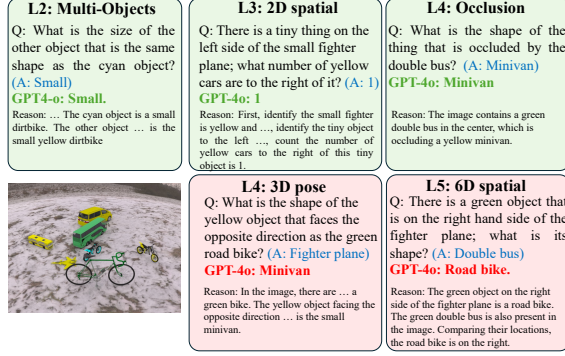 L2: Multi-Objects
Q: What is the size of the
other object that is the same
shape as the cyan object?
(A: Small)
GPT4-o: Small.
Reason: … The cyan object is a small
dirtbike. The other object … is the
small yellow dirtbike
L3: 2D spatial
Q: There is a tiny thing on the
left side of the small fighter
plane; what number of yellow
cars are to the right of it? (A: 1)
GPT-4o: 1
Reason: First, identify the small fighter
is yellow and …, identify the tiny object
to the left …, count the number of
yellow cars to the right of this tiny
object is 1.
L4: Occlusion
Q: What is the shape of the
thing that is occluded by the
double bus? (A: Minivan)
GPT-4o: Minivan
Reason: The image contains a green
double bus in the center, which is
occluding a yellow minivan.
L4: 3D pose
Q: What is the shape of the
yellow object that faces the
opposite direction as the green
road bike? (A: Fighter plane)
GPT-4o: Minivan
Reason: In the image, there are … a
green bike. The yellow object facing the
opposite direction … is the small
minivan.
L5: 6D spatial
Q: There is a green object that
is on the right hand side of the
fighter plane; what is its
shape? (A: Double bus)
GPT-4o: Road bike.
Reason: The green object on the right
side of the fighter plane is a road bike.
The green double bus is also present in
the image. Comparing their locations,
the road bike is on the right.